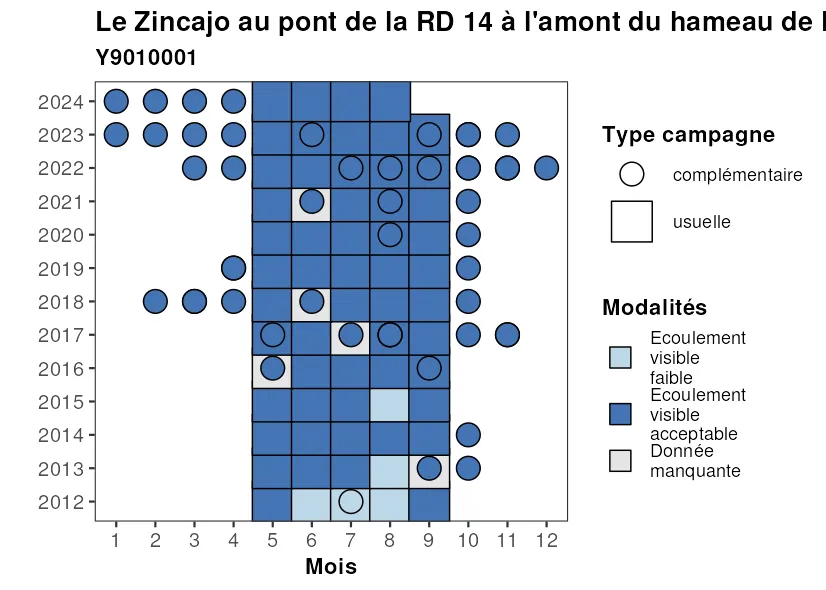 Le Zincajo au pont de la RD 14 à l'amont du hameau de
Y9010001
2024
2023
2022
2021
2020
2019
2018
2017
2016
2015
2014
2013
2012
1 2 3 4 5 6 7 8 9 10 11 12
Mois
Type campagne
complémentaire
usuelle
Modalités
Ecoulement
visible
faible
Ecoulement
visible
acceptable
Donnée
manquante